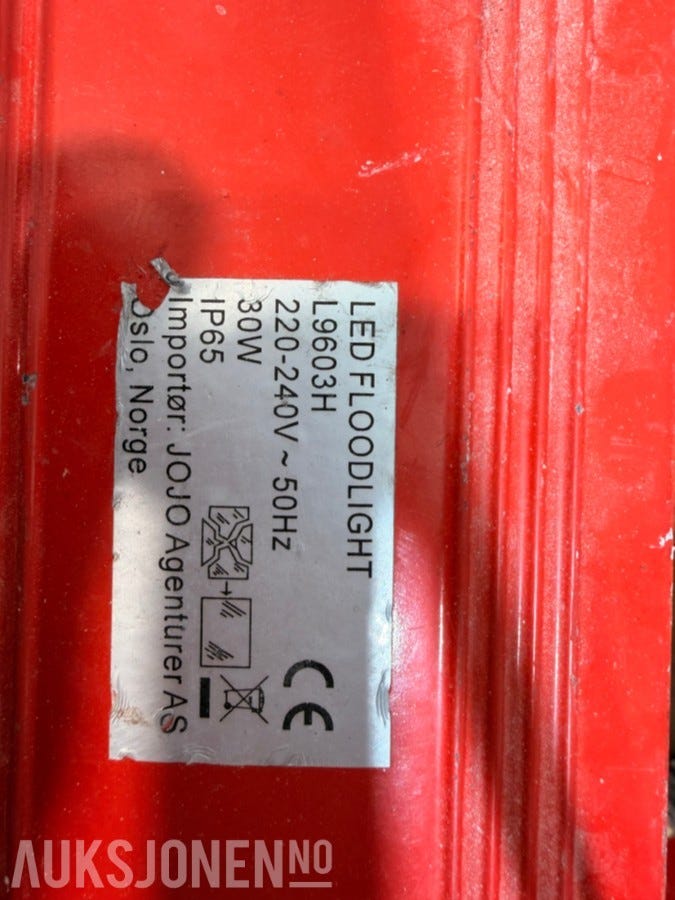 LED FLOODLIGHT
L9603H
220-240V ~ 50Hz
30W
IP65
Importør: JOJO Agenturer AS
Oslo, Norge
CE
AUKSJONEN NO